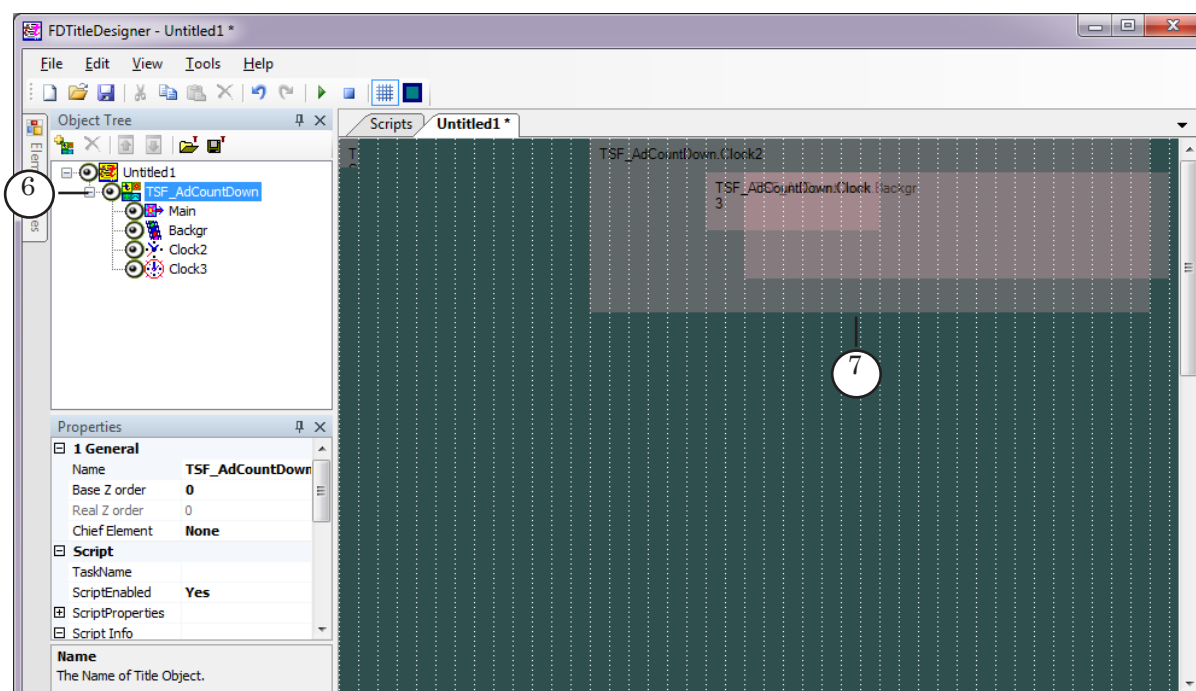 FDTitleDesigner - Untitled1 *
File Edit View Tools Help
Object Tree
Scripts Untitled1 *
Untitled1
6
TSF_AdCountDown
Main
Backgr
Clock2
Clock3
T
TSF_AdCountDown.Clock2
TSF_AdCountDown.Clock Backgr
3
7
Properties
1 General
Name TSF_AdCountDown
Base Z order 0
Real Z order 0
Chief Element None
Script
TaskName
ScriptEnabled Yes
ScriptProperties
Script Info
Name
The Name of Title Object.